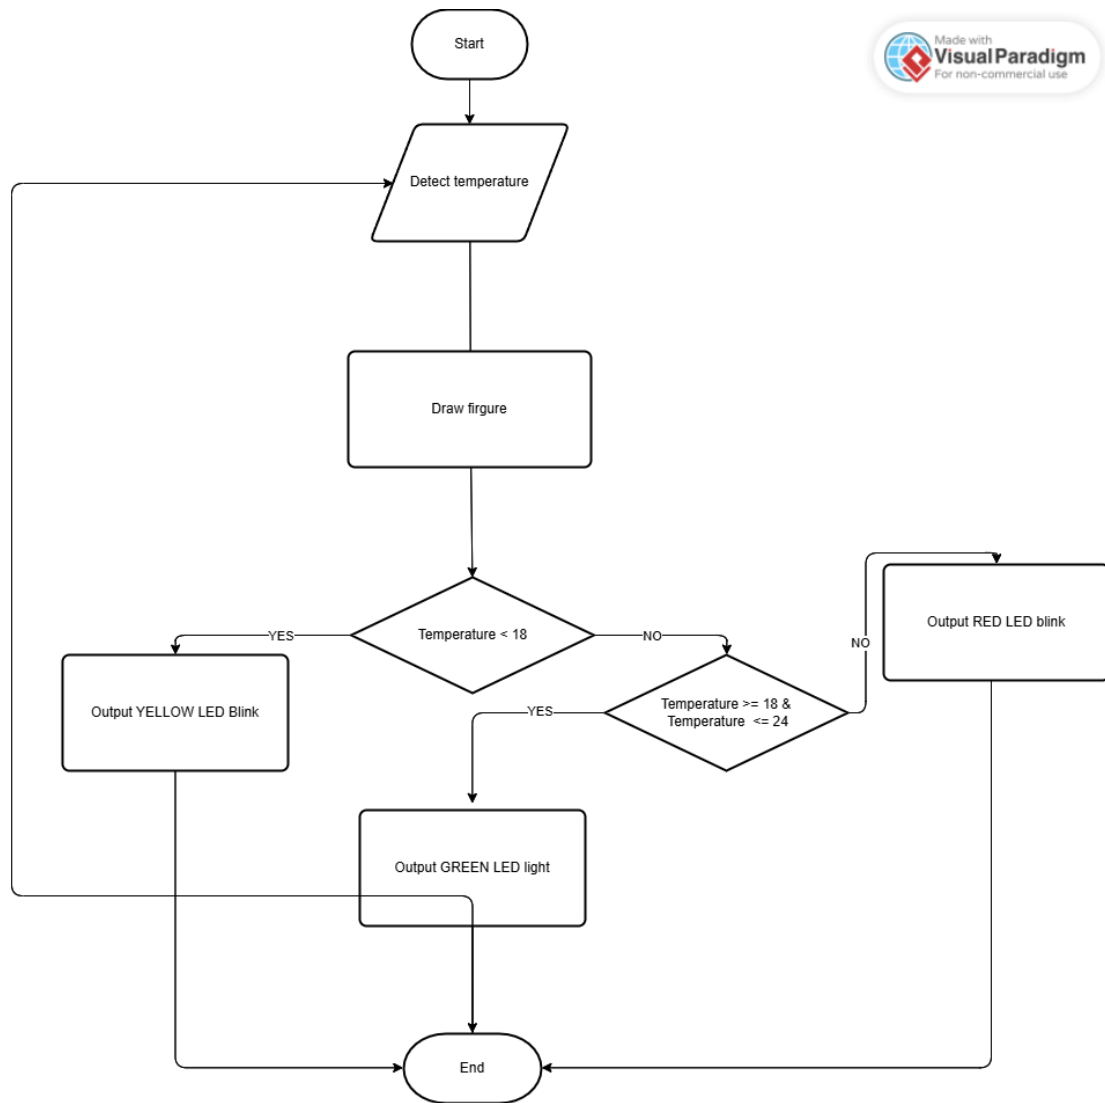 Start
Made with
Visual Paradigm
For non-commercial use
Detect temperature
Draw firgure
Temperature < 18
YES
NO
Output RED LED blink
NO
Output YELLOW LED Blink
Temperature >= 18 &
Temperature <= 24
YES
Output GREEN LED light
End